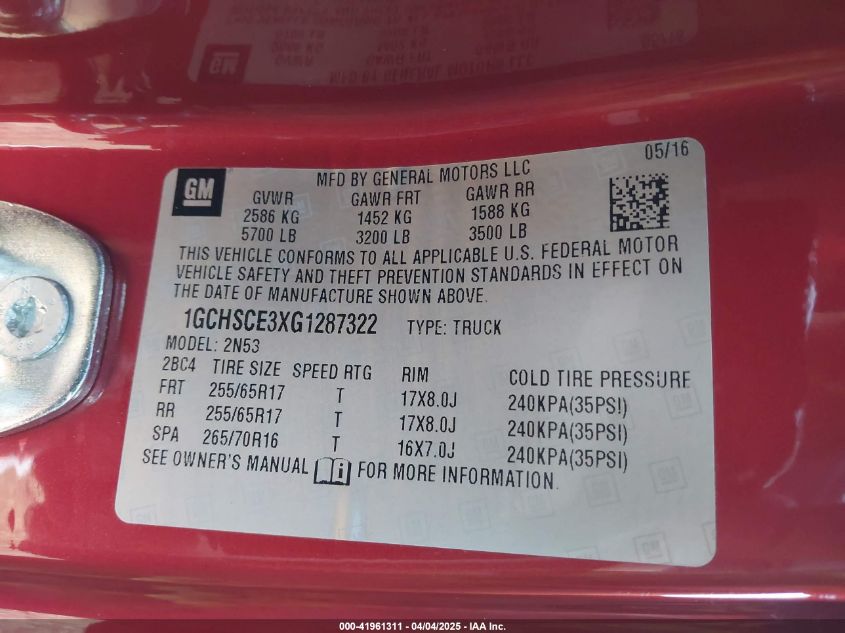 GM
MFD BY GENERAL MOTORS LLC
05/16
GVWR GAWR FRT GAWR RR
2586 KG 1452 KG 1588 KG
5700 LB 3200 LB 3500 LB
THIS VEHICLE CONFORMS TO ALL APPLICABLE U.S. FEDERAL MOTOR
VEHICLE SAFETY AND THEFT PREVENTION STANDARDS IN EFFECT ON
THE DATE OF MANUFACTURE SHOWN ABOVE.
1GCHSCE3XG1287322 TYPE: TRUCK
MODEL: 2N53
2BC4 TIRE SIZE SPEED RTG RIM COLD TIRE PRESSURE
FRT 255/65R17 T 17X8.0J 240KPA(35PSI)
RR 255/65R17 T 17X8.0J 240KPA(35PSI)
SPA 265/70R16 T 16X7.0J 240KPA(35PSI)
SEE OWNER'S MANUAL FOR MORE INFORMATION.
000-41961311 - 04/04/2025 - IAA Inc.